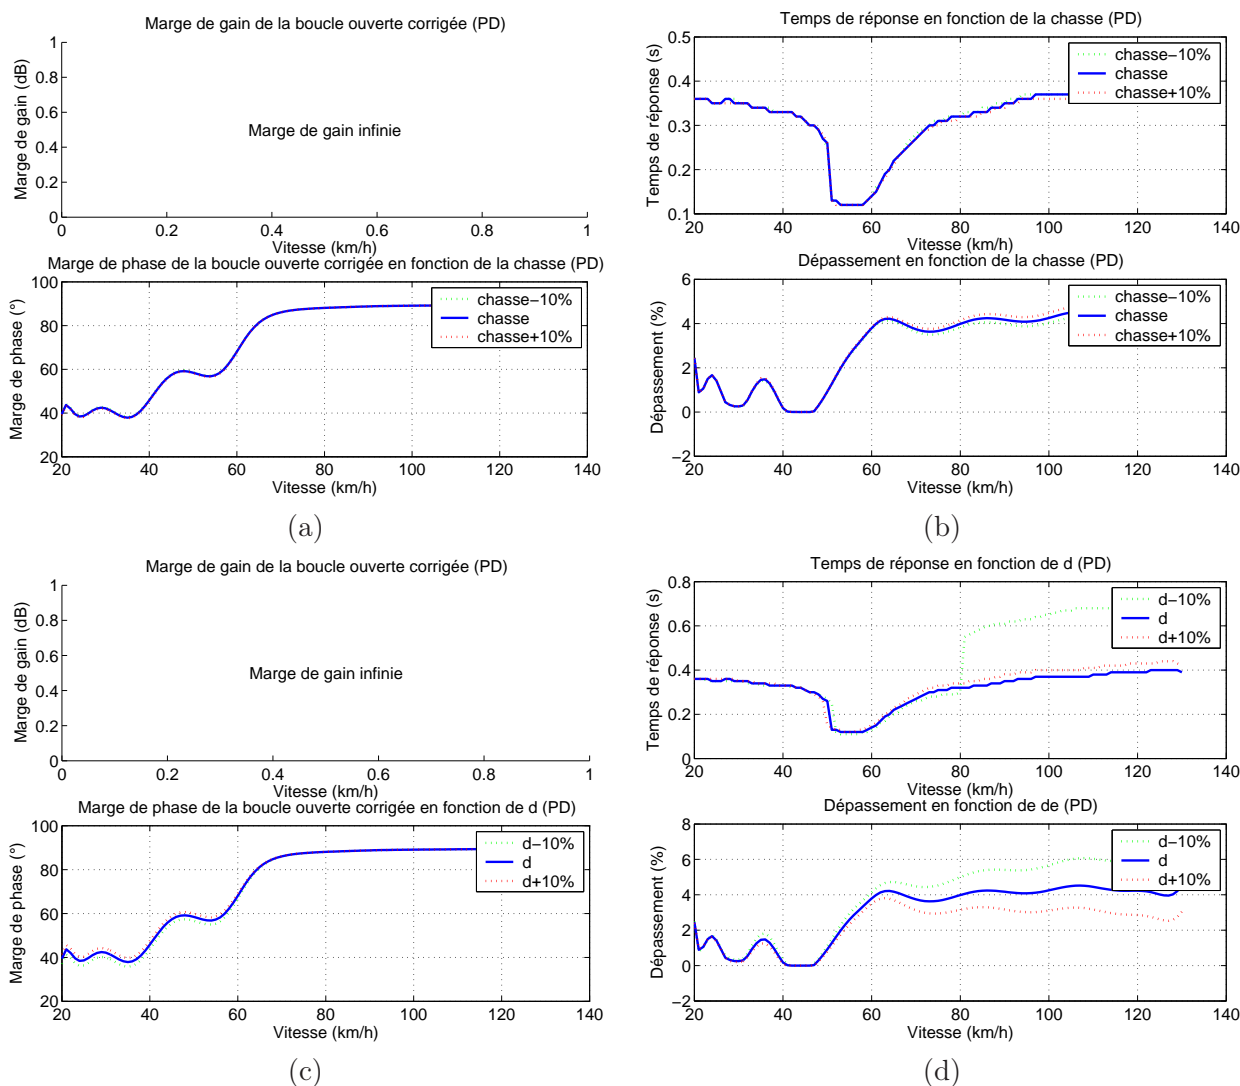 Marge de gain de la boucle ouverte corrigée (PD)
Marge de gain (dB)
1
0.8
0.6
0.4
0.2
0
Marge de gain infinie
0 0.2 0.4 0.6 0.8 1
Vitesse (km/h)
Marge de phase de la boucle ouverte corrigée en fonction de la chasse (PD)
Marge de phase (°)
100
80
60
40
20
chasse−10%
chasse
chasse+10%
20 40 60 80 100 120 140
Vitesse (km/h)
(a)
Temps de réponse en fonction de la chasse (PD)
Temps de réponse (s)
0.5
0.4
0.3
0.2
0.1
chasse−10%
chasse
chasse+10%
20 40 60 80 100 120 140
Vitesse (km/h)
Dépassement en fonction de la chasse (PD)
Dépassement (%)
6
4
2
0
−2
chasse−10%
chasse
chasse+10%
20 40 60 80 100 120 140
Vitesse (km/h)
(b)
Marge de gain de la boucle ouverte corrigée (PD)
Marge de gain (dB)
1
0.8
0.6
0.4
0.2
0
Marge de gain infinie
0 0.2 0.4 0.6 0.8 1
Vitesse (km/h)
Marge de phase de la boucle ouverte corrigée en fonction de d (PD)
Marge de phase (°)
100
80
60
40
20
d−10%
d
d+10%
20 40 60 80 100 120 140
Vitesse (km/h)
(c)
Temps de réponse en fonction de d (PD)
Temps de réponse (s)
0.8
0.6
0.4
0.2
0
d−10%
d
d+10%
20 40 60 80 100 120 140
Vitesse (km/h)
Dépassement en fonction de de (PD)
Dépassement (%)
8
6
4
2
0
−2
d−10%
d
d+10%
20 40 60 80 100 120 140
Vitesse (km/h)
(d)